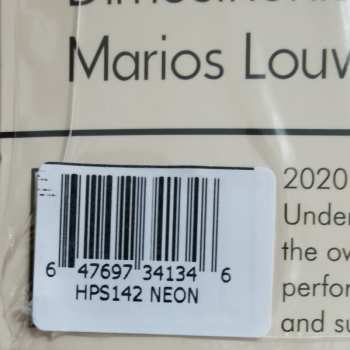 Marios Louv
2020
Under
the ow
perfor
and su
6 47697 34134 6
HPS142 NEON